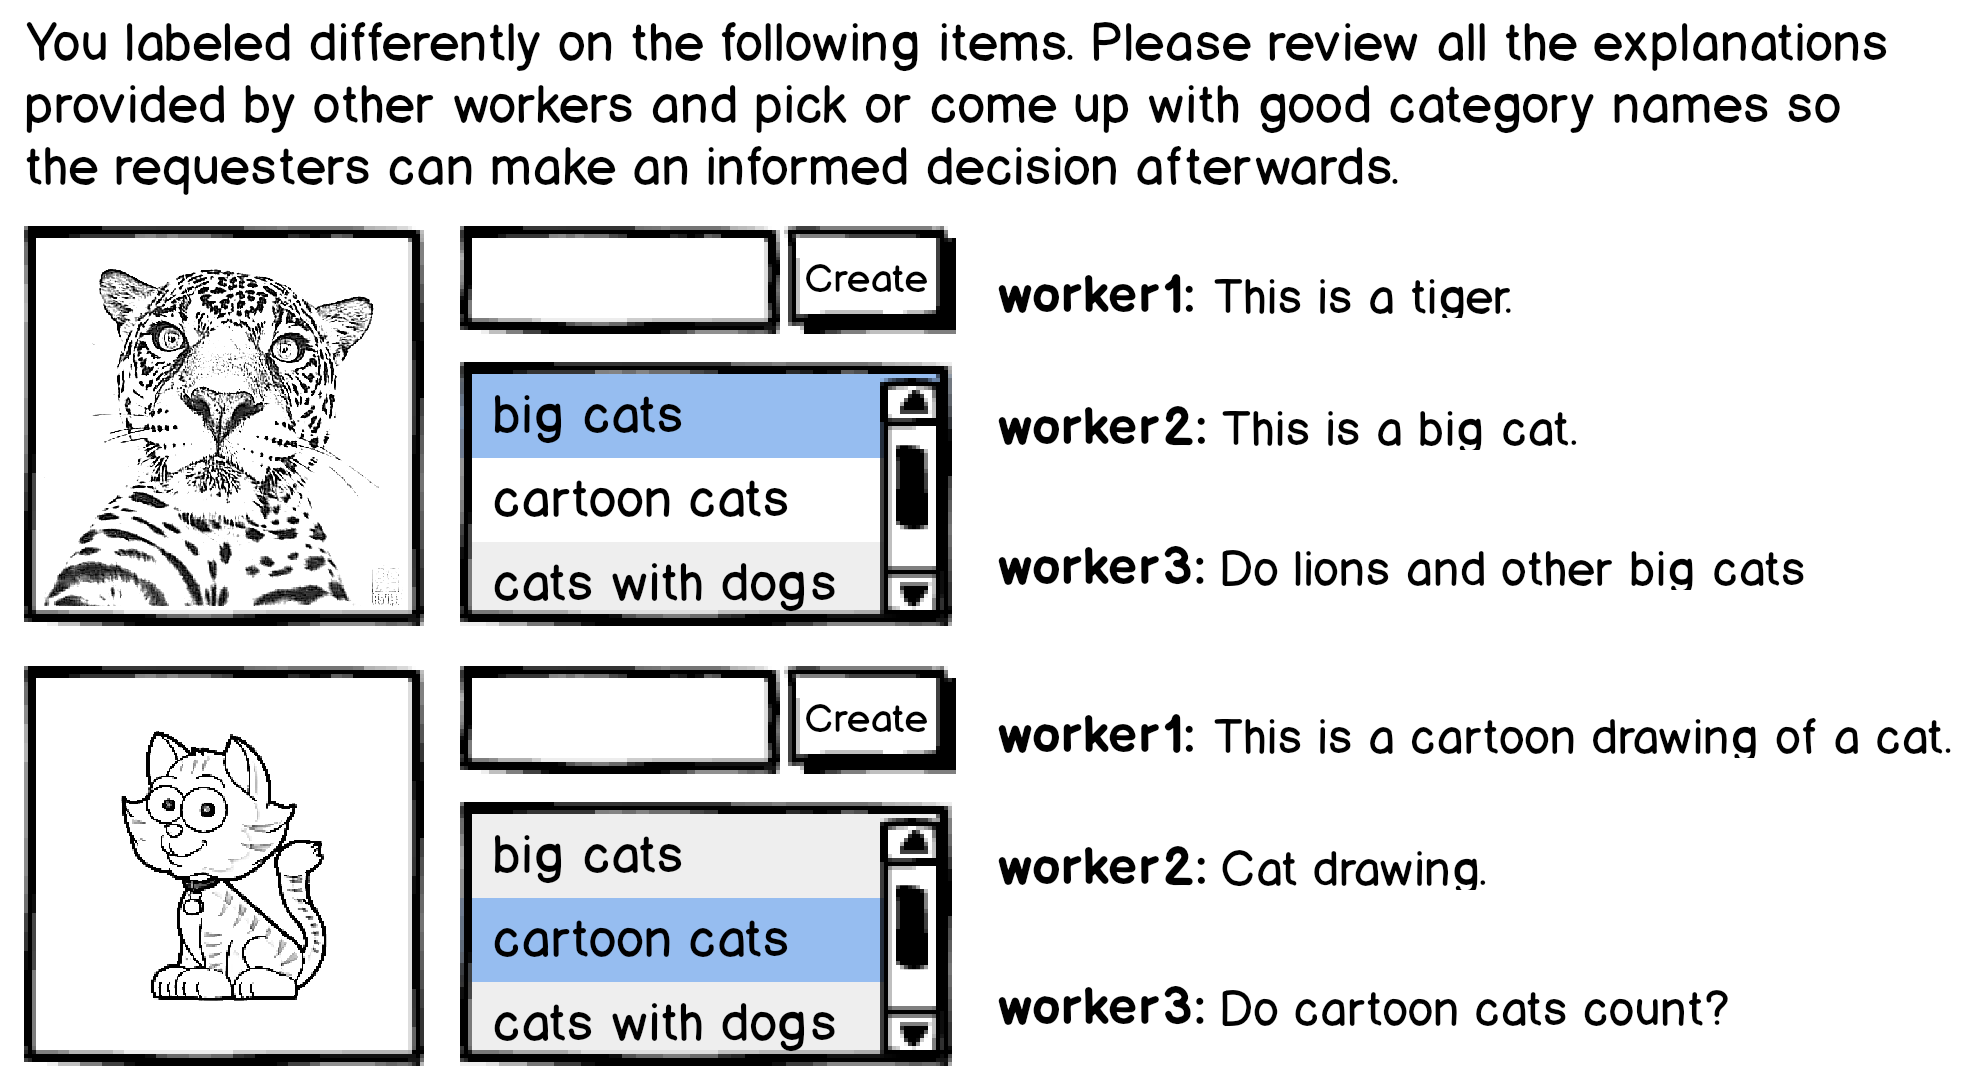 You labeled differently on the following items. Please review all the explanations
provided by other workers and pick or come up with good category names so
the requesters can make an informed decision afterwards.
Create
big cats
cartoon cats
cats with dogs
worker1: This is a tiger.
worker2: This is a big cat.
worker3: Do lions and other big cats
Create
big cats
cartoon cats
cats with dogs
worker1: This is a cartoon drawing of a cat.
worker2: Cat drawing.
worker3: Do cartoon cats count?